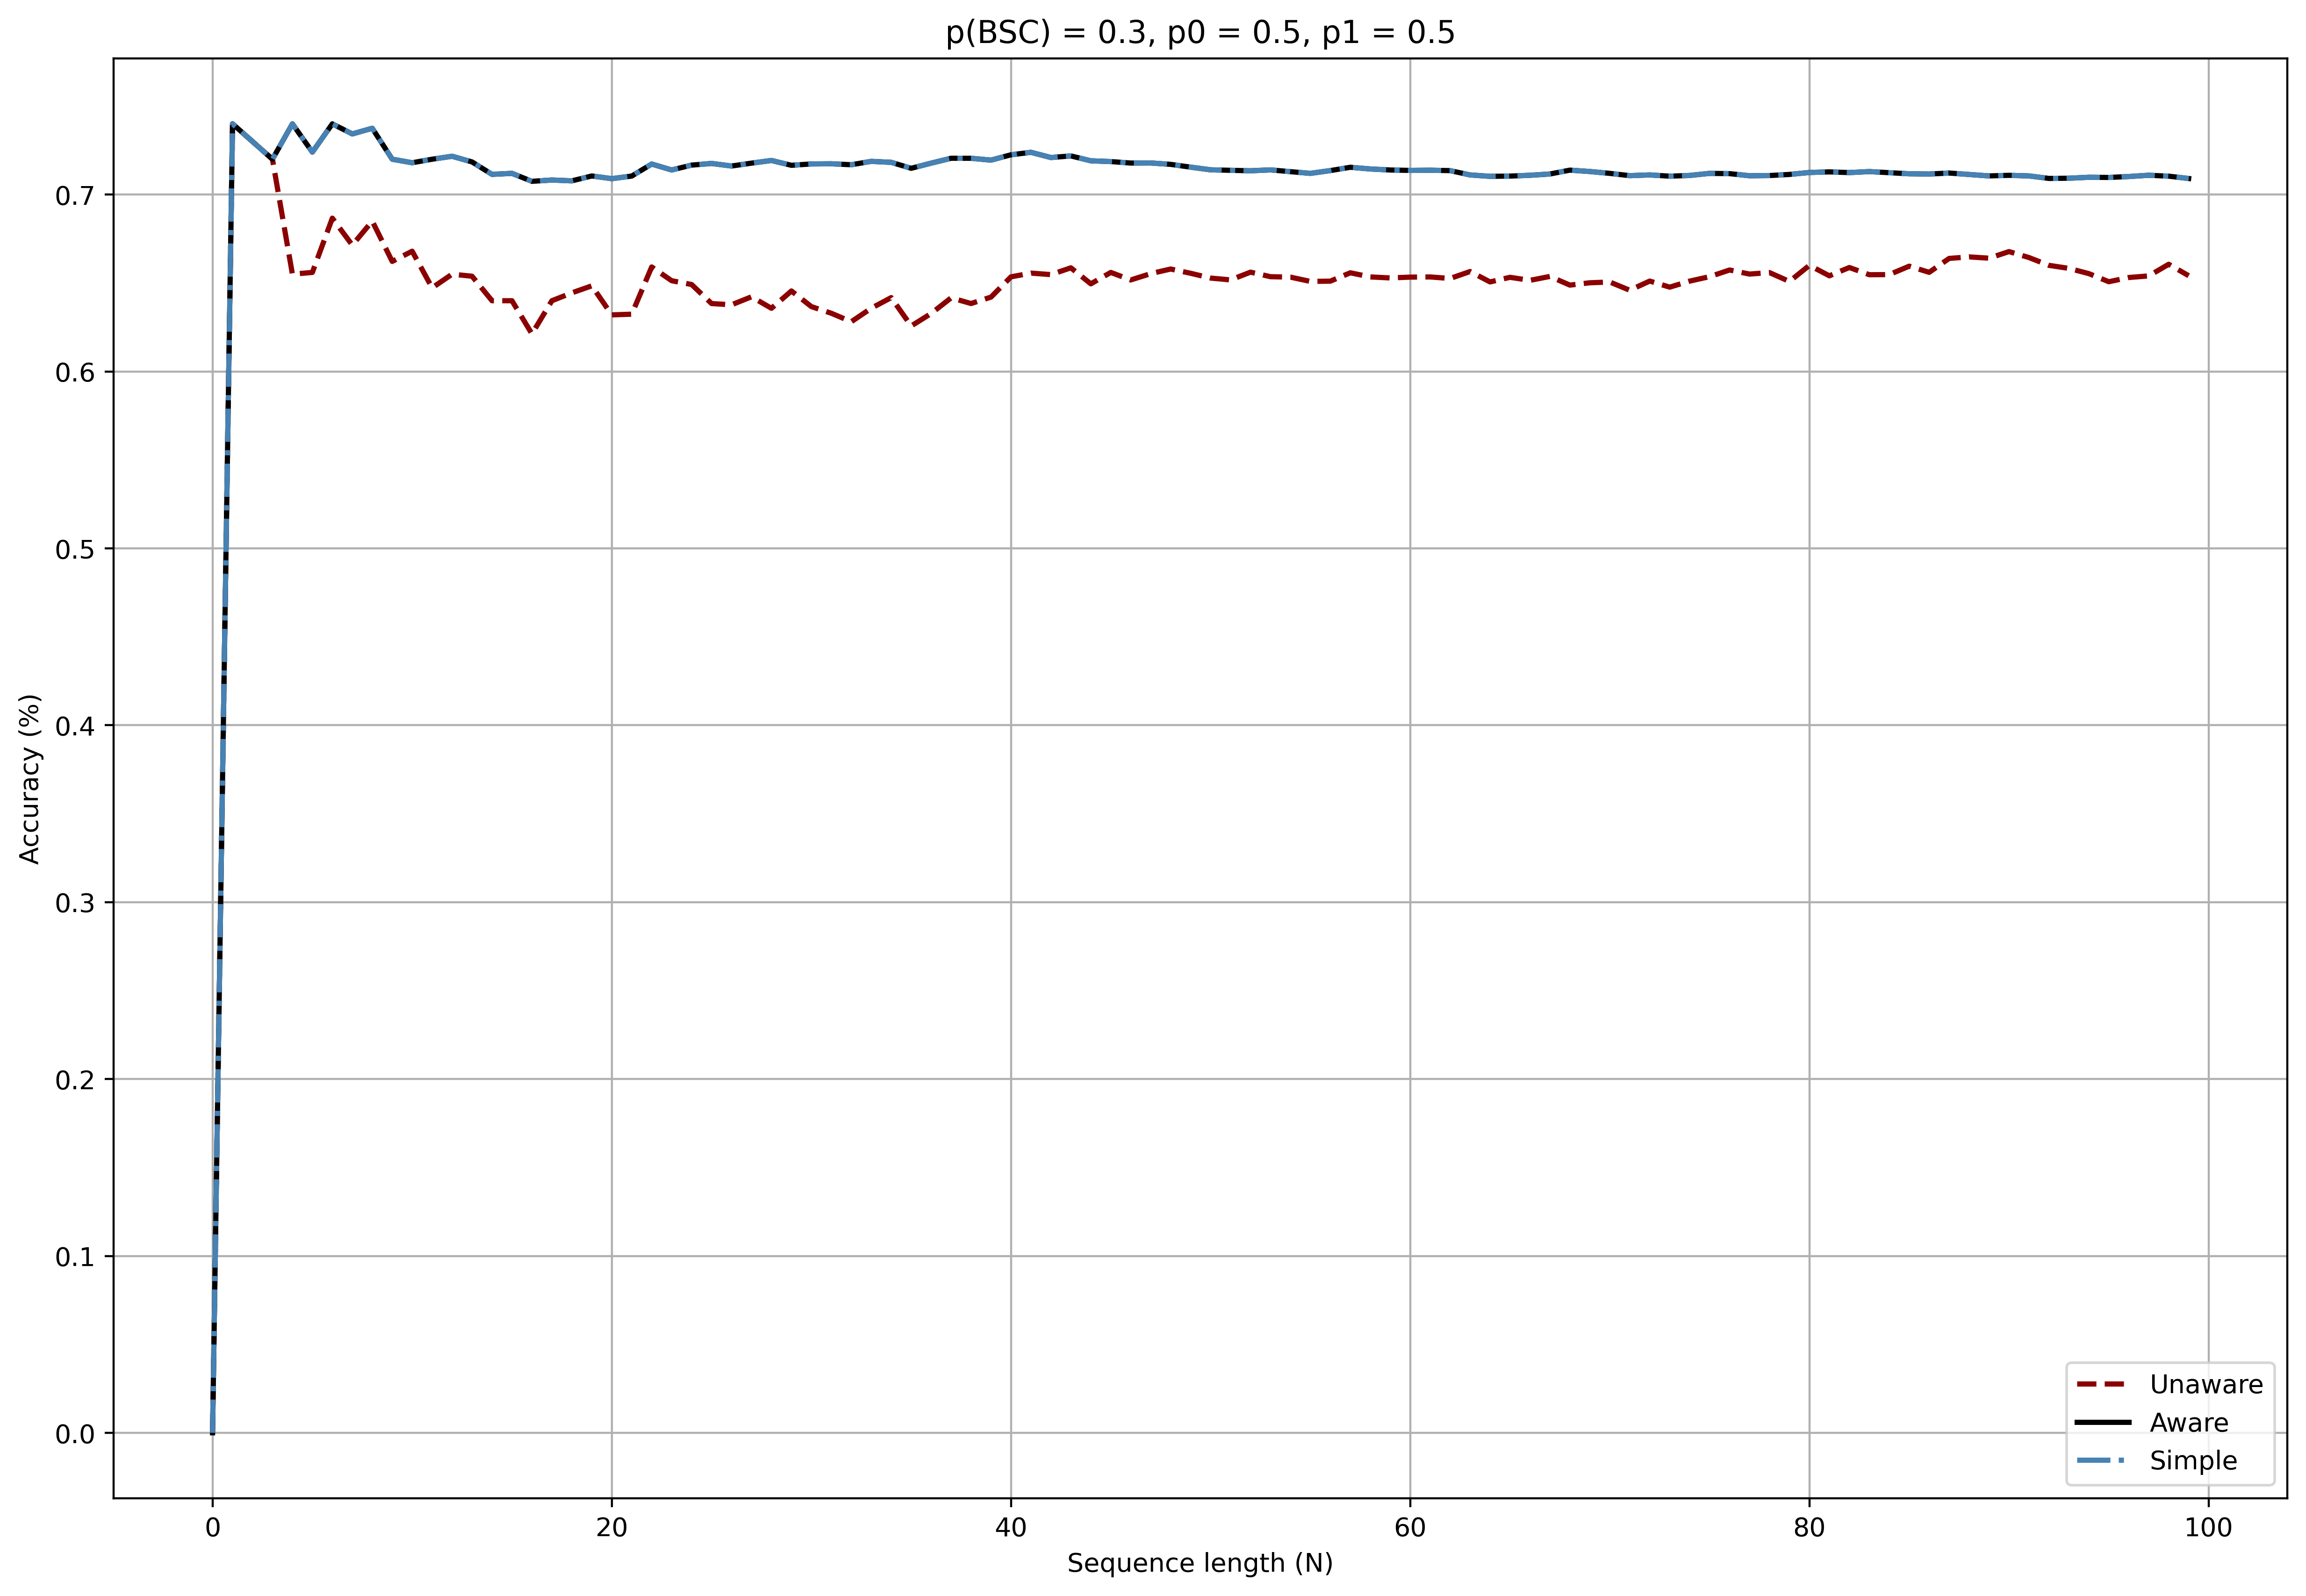 p(BSC) = 0.3, p0 = 0.5, p1 = 0.5
Accuracy (%)
0.7
0.6
0.5
0.4
0.3
0.2
0.1
0.0
Unaware
Aware
Simple
0 20 40 60 80 100
Sequence length (N)